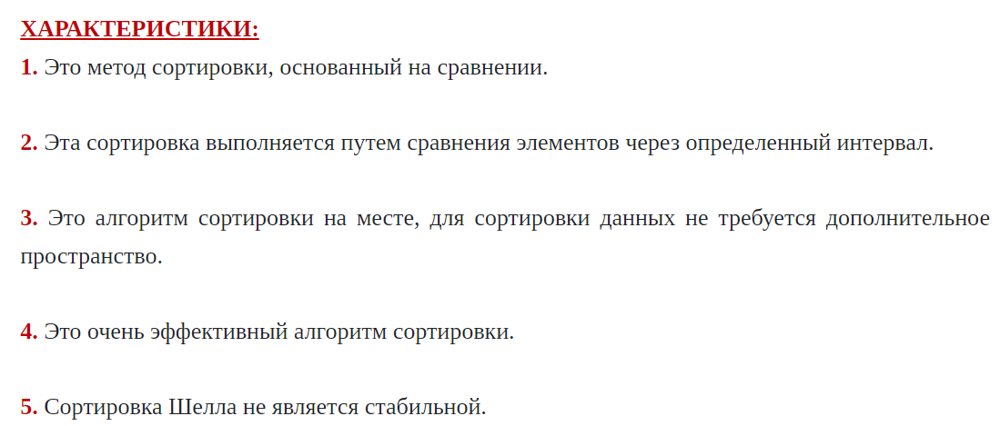 ХАРАКТЕРИСТИКИ:
1. Это метод сортировки, основанный на сравнении.
2. Эта сортировка выполняется путем сравнения элементов через определенный интервал.
3. Это алгоритм сортировки на месте, для сортировки данных не требуется дополнительное
пространство.
4. Это очень эффективный алгоритм сортировки.
5. Сортировка Шелла не является стабильной.